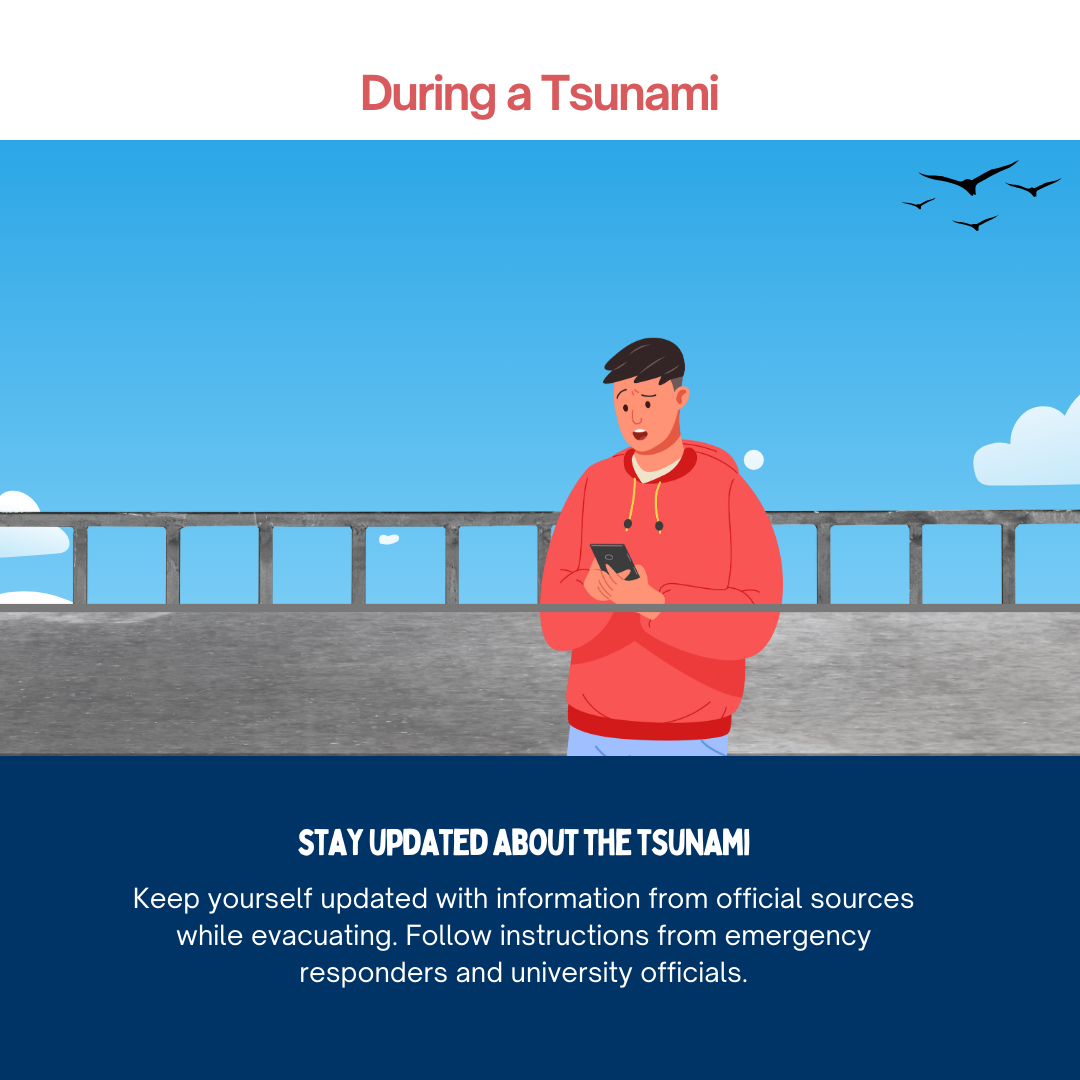 During a Tsunami
STAY UPDATED ABOUT THE TSUNAMI
Keep yourself updated with information from official sources
while evacuating. Follow instructions from emergency
responders and university officials.